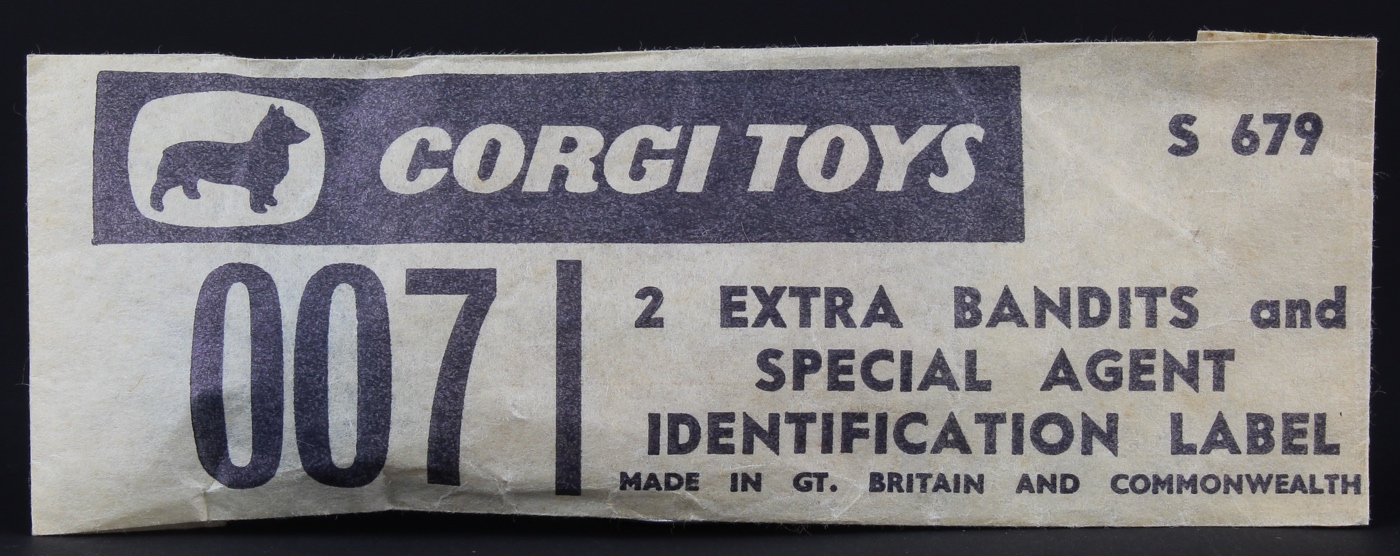 CORGI TOYS
S 679
007
2 EXTRA BANDITS and
SPECIAL AGENT
IDENTIFICATION LABEL
MADE IN GT. BRITAIN AND COMMONWEALTH